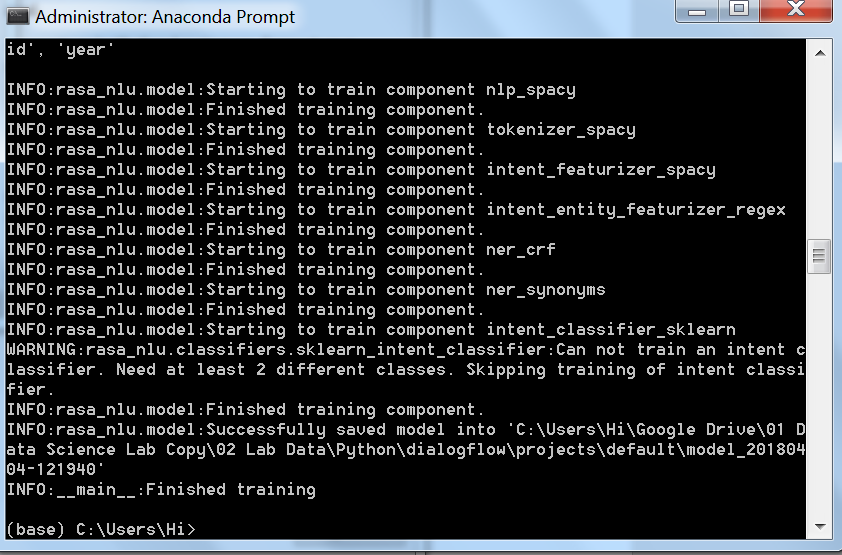 Administrator: Anaconda Prompt
id', 'year'
INFO:rasa_nlu.model:Starting to train component nlp_spacy
INFO:rasa_nlu.model:Finished training component.
INFO:rasa_nlu.model:Starting to train component tokenizer_spacy
INFO:rasa_nlu.model:Finished training component.
INFO:rasa_nlu.model:Starting to train component intent_featurizer_spacy
INFO:rasa_nlu.model:Finished training component.
INFO:rasa_nlu.model:Starting to train component intent_entity_featurizer_regex
INFO:rasa_nlu.model:Finished training component.
INFO:rasa_nlu.model:Starting to train component ner_crf
INFO:rasa_nlu.model:Finished training component.
INFO:rasa_nlu.model:Starting to train component ner_synonyms
INFO:rasa_nlu.model:Finished training component.
INFO:rasa_nlu.model:Starting to train component intent_classifier_sklearn
WARNING:rasa_nlu.classifiers.sklearn_intent_classifier:Can not train an intent c
lassifier. Need at least 2 different classes. Skipping training of intent classi
fier.
INFO:rasa_nlu.model:Finished training component.
INFO:rasa_nlu.model:Successfully saved model into 'C:\Users\Hi\Google Drive\01 D
ata Science Lab Copy\02 Lab Data\Python\dialogflow\projects\default\model_201804
04-121940'
INFO:__main__:Finished training
(base) C:\Users\Hi>